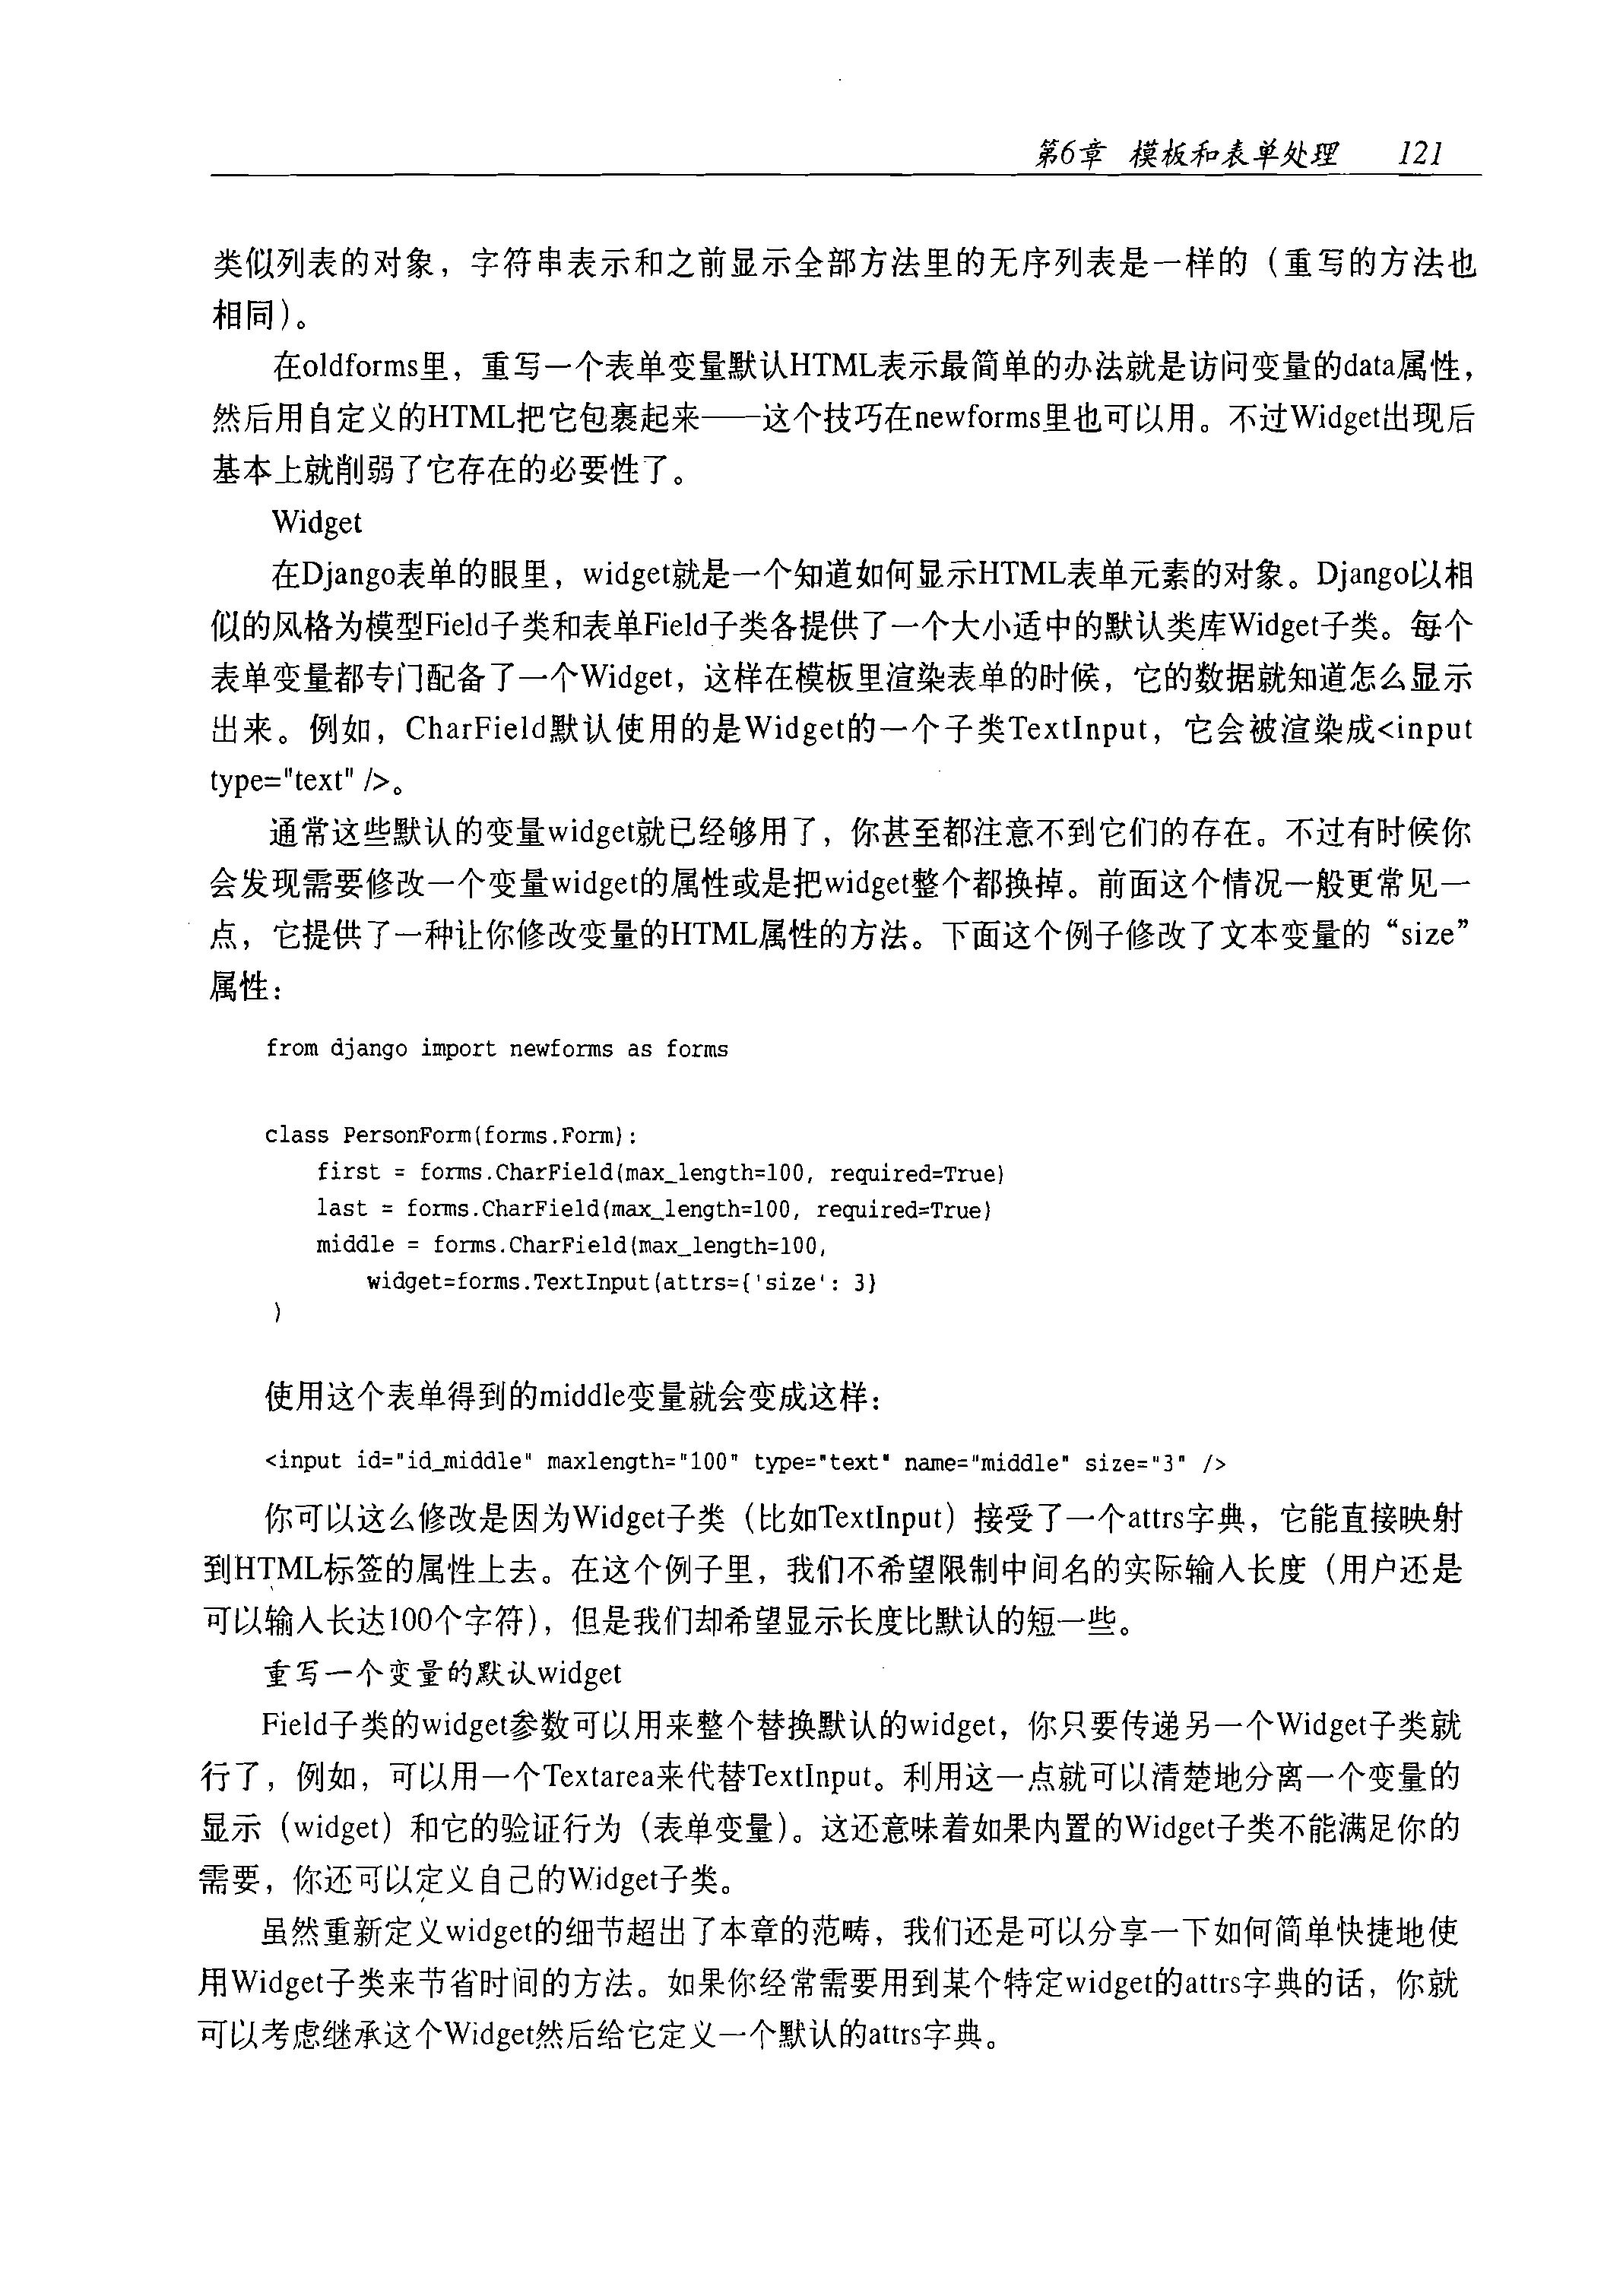 第6章 模板和表单处理 121
类似列表的对象，字符串表示和之前显示全部方法里的无序列表是一样的（重写的方法也
相同）。
在oldforms里，重写一个表单变量默认HTML表示最简单的办法就是访问变量的data属性，
然后用自定义的HTML把它包裹起来——这个技巧在newforms里也可以用。不过Widget出现后
基本上就削弱了它存在的必要性了。
Widget
在Django表单的眼里，widget就是一个知道如何显示HTML表单元素的对象。Django以相
似的风格为模型Field子类和表单Field子类各提供了一个大小适中的默认类库Widget子类。每个
表单变量都专门配备了一个Widget，这样在模板里渲染表单的时候，它的数据就知道怎么显示
出来。例如，CharField默认使用的是Widget的一个子类TextInput，它会被渲染成<input
type="text" />。
通常这些默认的变量widget就已经够用了，你甚至都注意不到它们的存在。不过有时候你
会发现需要修改一个变量widget的属性或是把widget整个都换掉。前面这个情况一般更常见一
点，它提供了一种让你修改变量的HTML属性的方法。下面这个例子修改了文本变量的“size”
属性：
from django import newforms as forms
class PersonForm(forms.Form):
first = forms.CharField(max_length=100, required=True)
last = forms.CharField(max_length=100, required=True)
middle = forms.CharField(max_length=100,
widget=forms.TextInput(attrs={'size': 3}
)
使用这个表单得到的middle变量就会变成这样：
<input id="id_middle" maxlength="100" type="text" name="middle" size="3" />
你可以这么修改是因为Widget子类（比如TextInput）接受了一个attrs字典，它能直接映射
到HTML标签的属性上去。在这个例子里，我们不希望限制中间名的实际输入长度（用户还是
可以输入长达100个字符），但是我们却希望显示长度比默认的短一些。
重写一个变量的默认widget
Field子类的widget参数可以用来整个替换默认的widget，你只要传递另一个Widget子类就
行了，例如，可以用一个Textarea来代替TextInput。利用这一点就可以清楚地分离一个变量的
显示（widget）和它的验证行为（表单变量）。这还意味着如果内置的Widget子类不能满足你的
需要，你还可以定义自己的Widget子类。
虽然重新定义widget的细节超出了本章的范畴，我们还是可以分享一下如何简单快捷地使
用Widget子类来节省时间的方法。如果你经常需要用到某个特定widget的attrs字典的话，你就
可以考虑继承这个Widget然后给它定义一个默认的attrs字典。